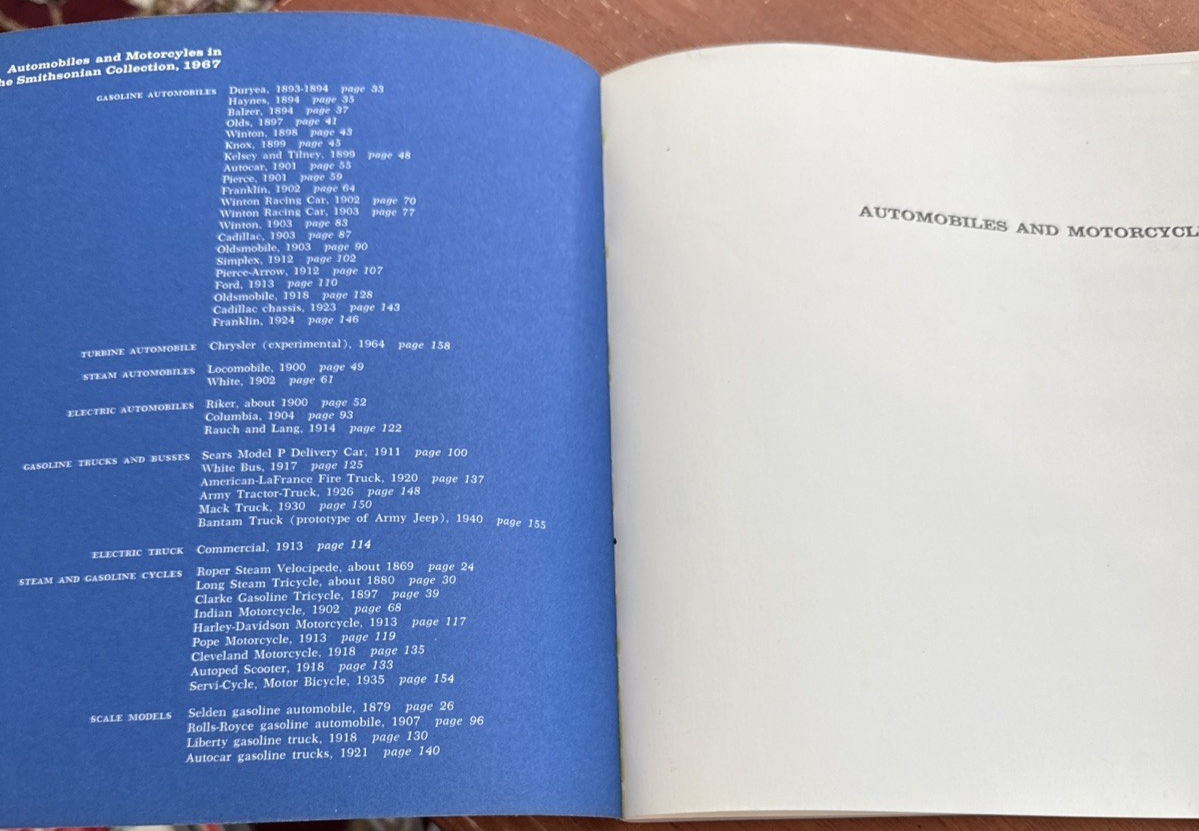 Automobiles and Motorcyles in
he Smithsonian Collection, 1967
GASOLINE AUTOMOBILES Duryea, 1893-1894 page 33
Haynes, 1894 page 35
Balzer, 1894 page 37
Olds, 1897 page 41
Winton, 1898 page 43
Knox, 1899 page 45
Kelsey and Tilney, 1899 page 48
Autocar, 1901 page 55
Pierce, 1901 page 59
Franklin, 1902 page 64
Winton Racing Car, 1902 page 70
Winton Racing Car, 1903 page 77
Winton, 1903 page 83
Cadillac, 1903 page 87
Oldsmobile, 1903 page 90
Simplex, 1912 page 102
Pierce-Arrow, 1912 page 107
Ford, 1913 page 110
Oldsmobile, 1918 page 128
Cadillac chassis, 1923 page 143
Franklin, 1924 page 146
TURBINE AUTOMOBILE Chrysler (experimental), 1964 page 158
STEAM AUTOMOBILES Locomobile, 1900 page 49
White, 1902 page 61
ELECTRIC AUTOMOBILES Riker, about 1900 page 52
Columbia, 1904 page 93
Rauch and Lang, 1914 page 122
GASOLINE TRUCKS AND BUSSES Sears Model P Delivery Car, 1911 page 100
White Bus, 1917 page 125
American-LaFrance Fire Truck, 1920 page 137
Army Tractor-Truck, 1926 page 148
Mack Truck, 1930 page 150
Bantam Truck (prototype of Army Jeep), 1940 page 155
ELECTRIC TRUCK Commercial, 1913 page 114
STEAM AND GASOLINE CYCLES Roper Steam Velocipede, about 1869 page 24
Long Steam Tricycle, about 1880 page 30
Clarke Gasoline Tricycle, 1897 page 39
Indian Motorcycle, 1902 page 68
Harley-Davidson Motorcycle, 1913 page 117
Pope Motorcycle, 1913 page 119
Cleveland Motorcycle, 1918 page 135
Autoped Scooter, 1918 page 133
Servi-Cycle, Motor Bicycle, 1935 page 154
SCALE MODELS Selden gasoline automobile, 1879 page 26
Rolls-Royce gasoline automobile, 1907 page 96
Liberty gasoline truck, 1918 page 130
Autocar gasoline trucks, 1921 page 140
AUTOMOBILES AND MOTORCYCL